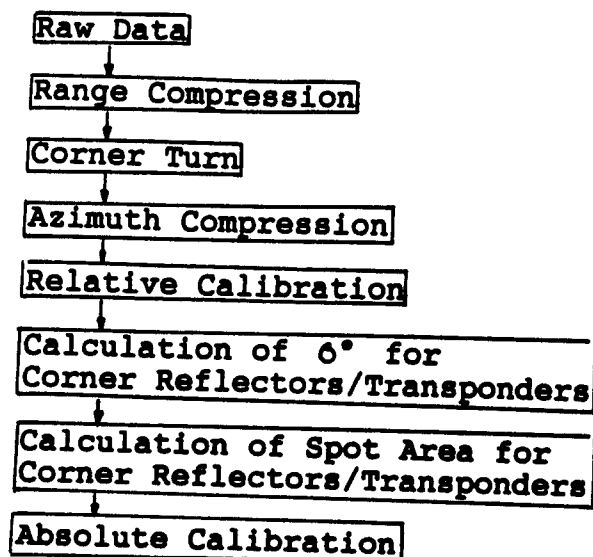 Raw Data
Range Compression
Corner Turn
Azimuth Compression
Relative Calibration
Calculation of 6° for
Corner Reflectors/Transponders
Calculation of Spot Area for
Corner Reflectors/Transponders
Absolute Calibration